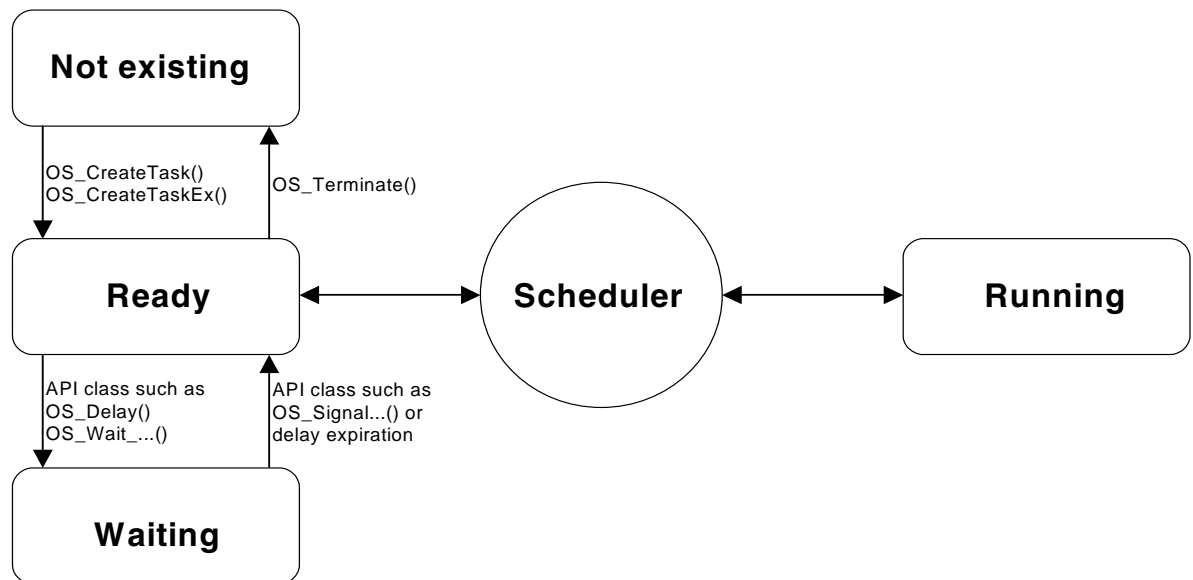 Not existing
OS_CreateTask()
OS_CreateTaskEx()
OS_Terminate()
Ready
Scheduler
Running
API class such as
OS_Delay()
OS_Wait_...()
API class such as
OS_Signal...() or
delay expiration
Waiting